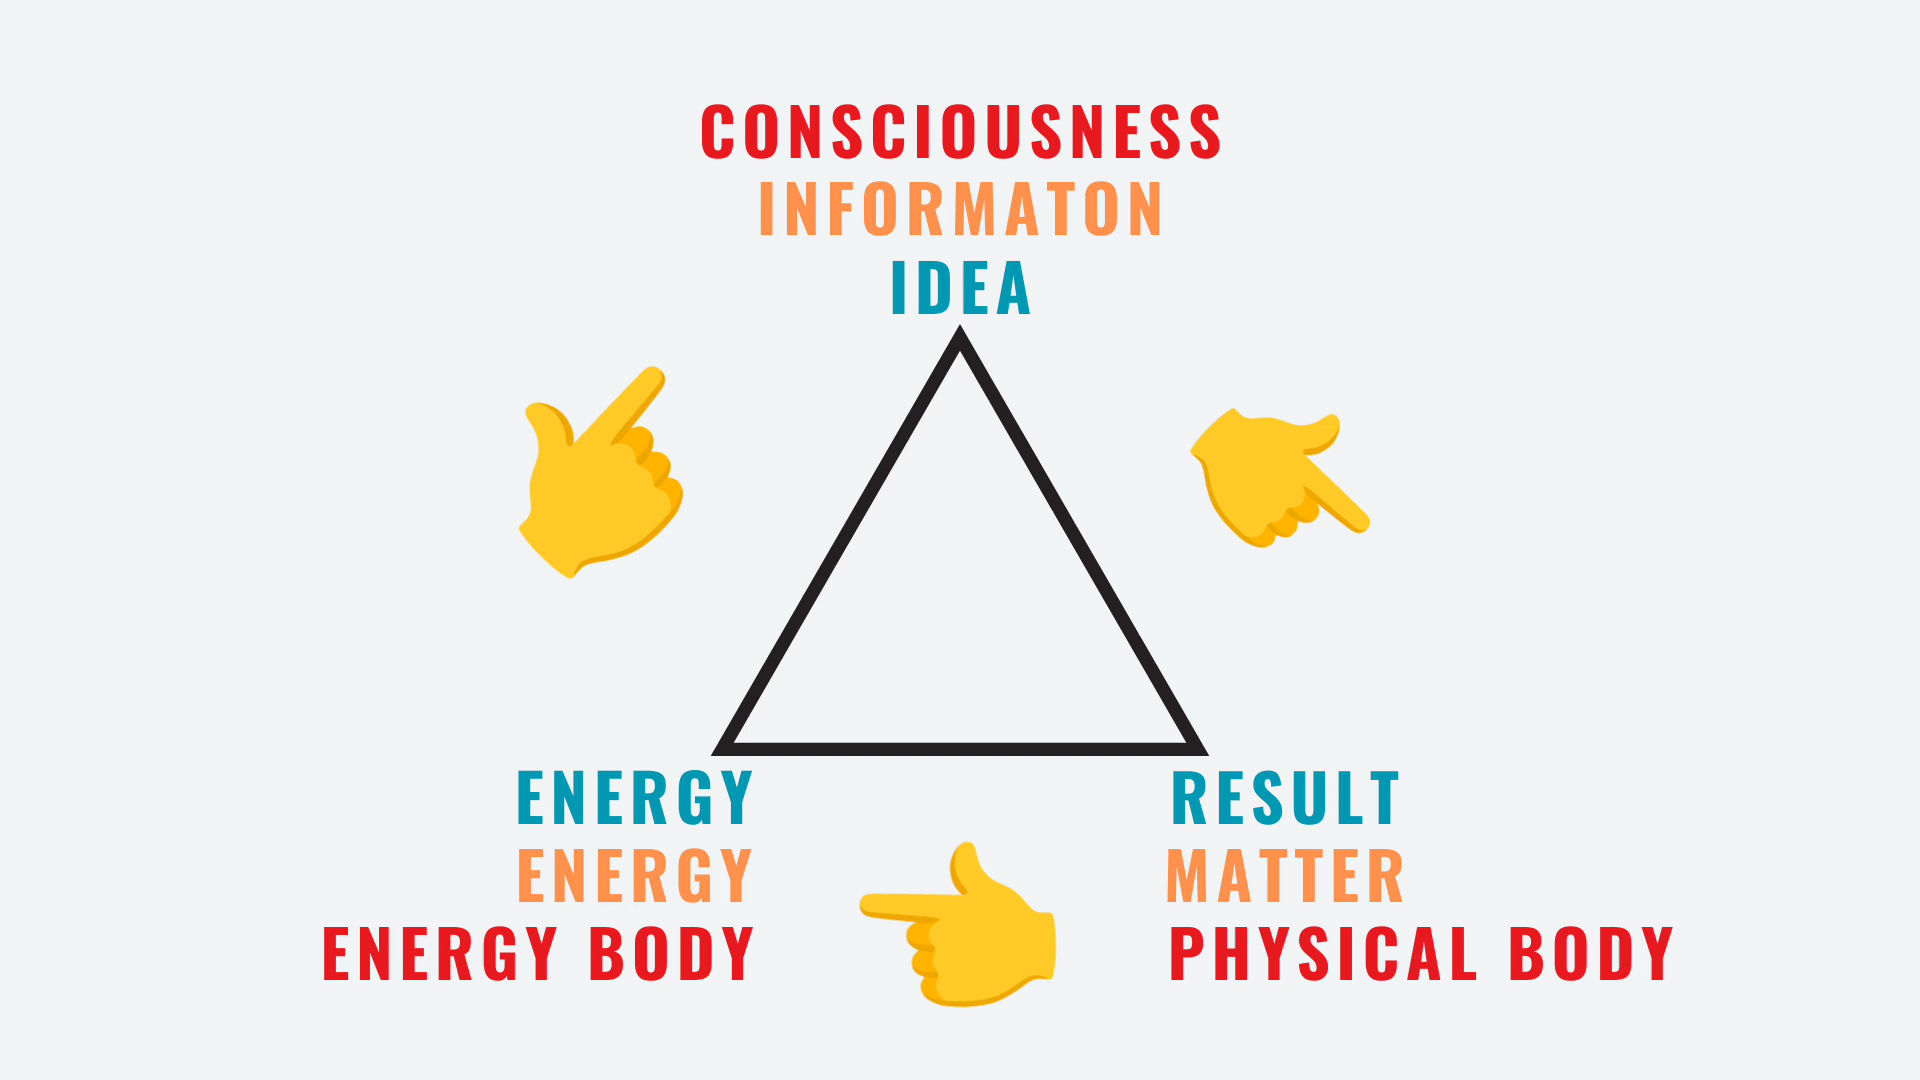 CONSCIOUSNESS
INFORMATON
IDEA
ENERGY
ENERGY
ENERGY BODY
RESULT
MATTER
PHYSICAL BODY